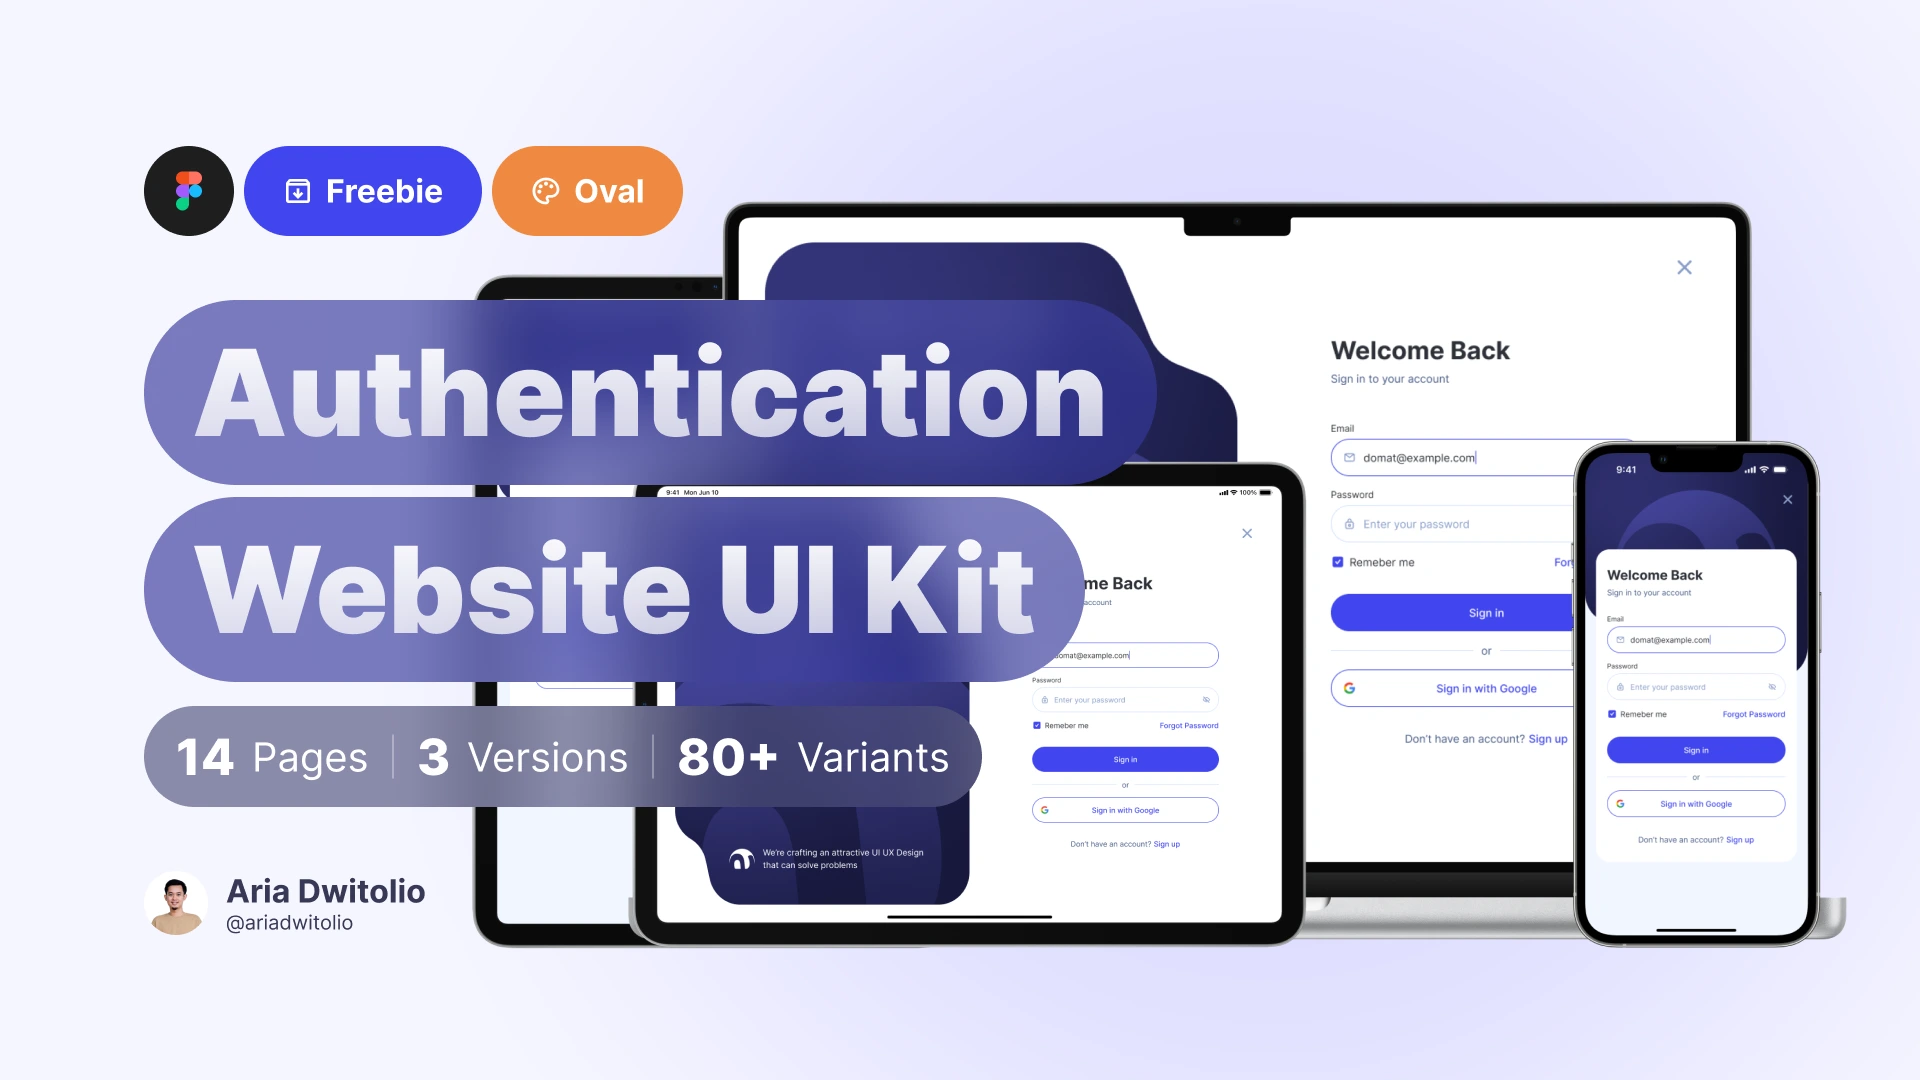 Freebie
Oval
Authentication
Website UI Kit
14 Pages
3 Versions
80+ Variants
Aria Dwitolio
@ariadwitolio
Welcome Back
Sign in to your account
Email
domat@example.com
Password
Enter your password
Remeber me
Sign in
or
Sign in with Google
Don't have an account? Sign up
9:41 Mon Jun 10
100%
me Back
account
domat@example.com
Password
Enter your password
Remeber me Forgot Password
Sign in
or
Sign in with Google
Don't have an account? Sign up
We're crafting an attractive UI UX Design
that can solve problems
9:41
Welcome Back
Sign in to your account
Email
domat@example.com
Password
Enter your password
Remeber me Forgot Password
Sign in
or
Sign in with Google
Don't have an account? Sign up